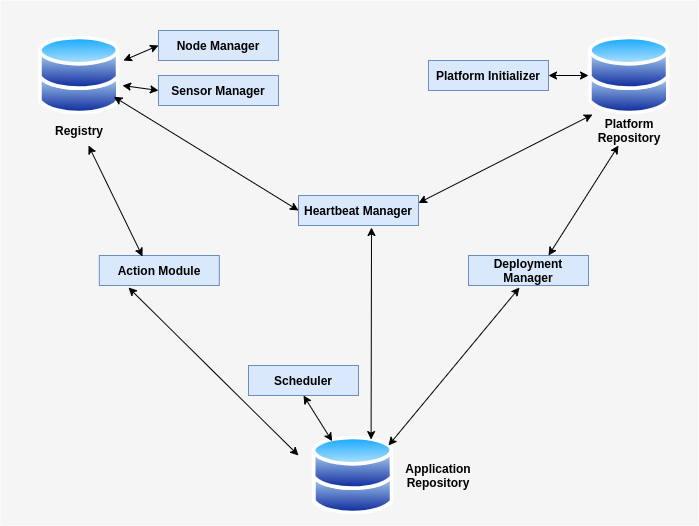 Node Manager
Sensor Manager
Registry
Platform Initializer
Platform
Repository
Heartbeat Manager
Action Module
Deployment
Manager
Scheduler
Application
Repository